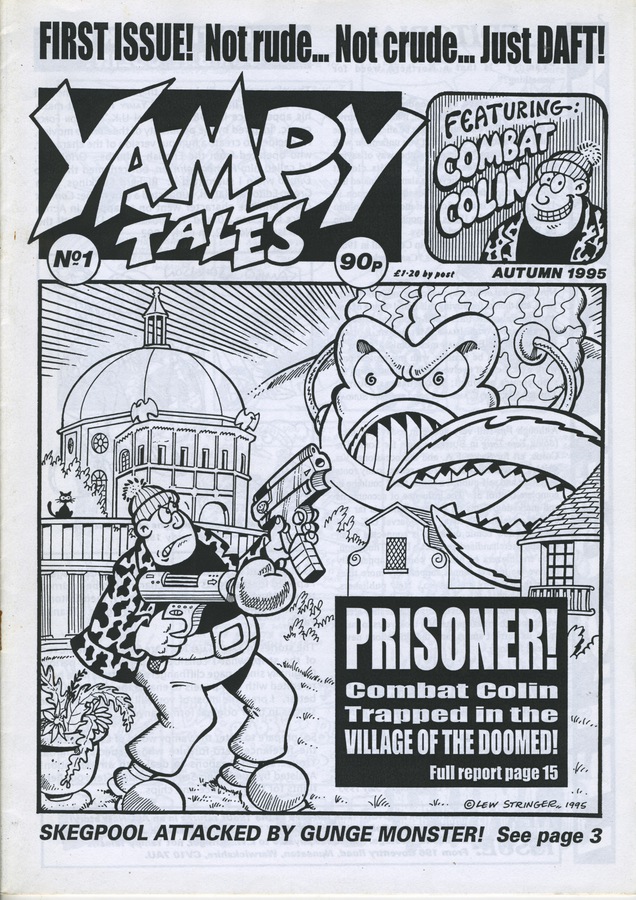 FIRST ISSUE! Not rude... Not crude... Just DAFT!
YAMPY
TALES
Nº1
90p
£1·20 by post
FEATURING:
COMBAT
COLIN
AUTUMN 1995
PRISONER!
Combat Colin
Trapped in the
VILLAGE OF THE DOOMED!
Full report page 15
©LEW STRINGER, 1995
SKEGPOOL ATTACKED BY GUNGE MONSTER! See page 3